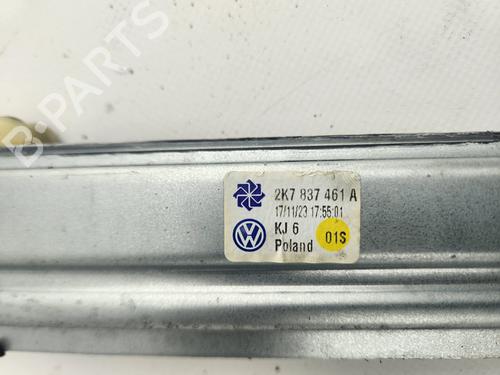 B-PARTS
2K7 837 461 A
17/11/23 17:55:01
KJ 6
Poland
01S